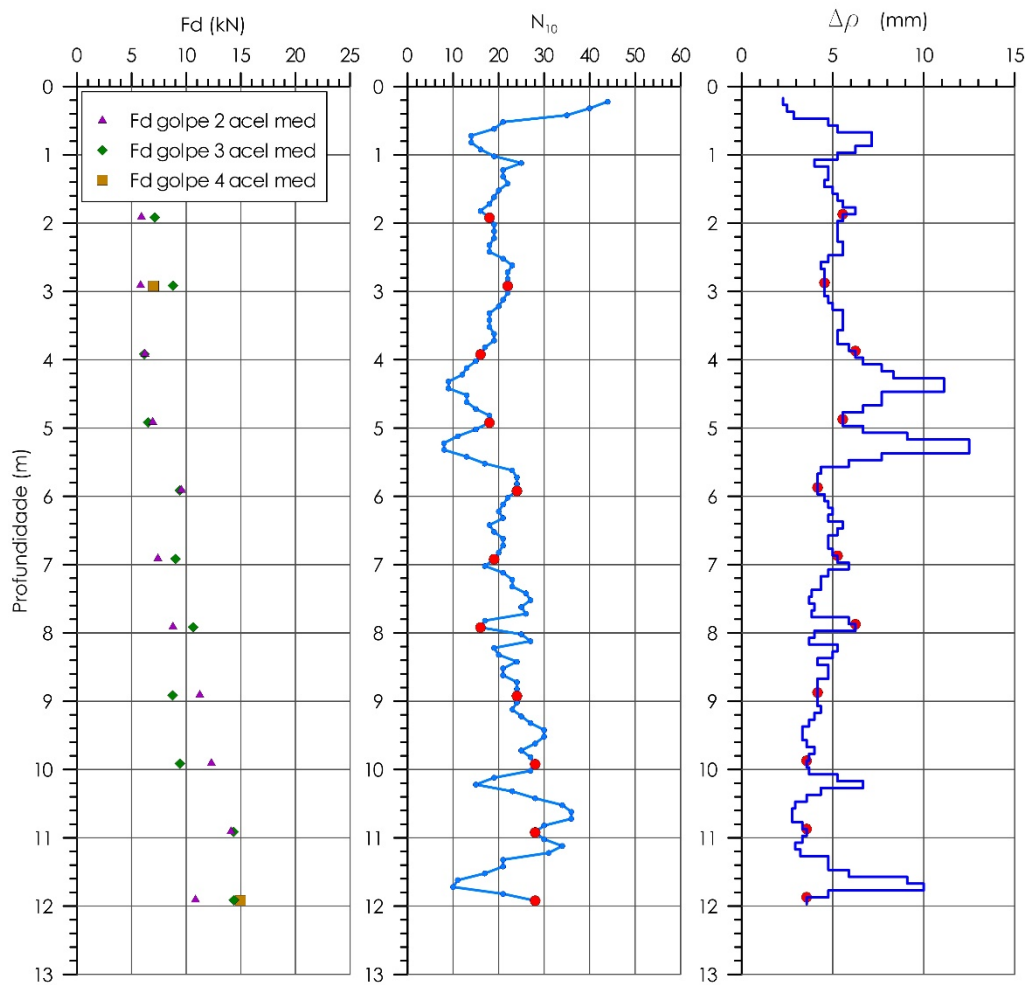 Fd (kN)
0 5 10 15 20 25
N10
0 10 20 30 40 50 60
Δρ (mm)
0 5 10 15
Fd golpe 2 acel med
Fd golpe 3 acel med
Fd golpe 4 acel med
Profundidade (m)
0
1
2
3
4
5
6
7
8
9
10
11
12
13